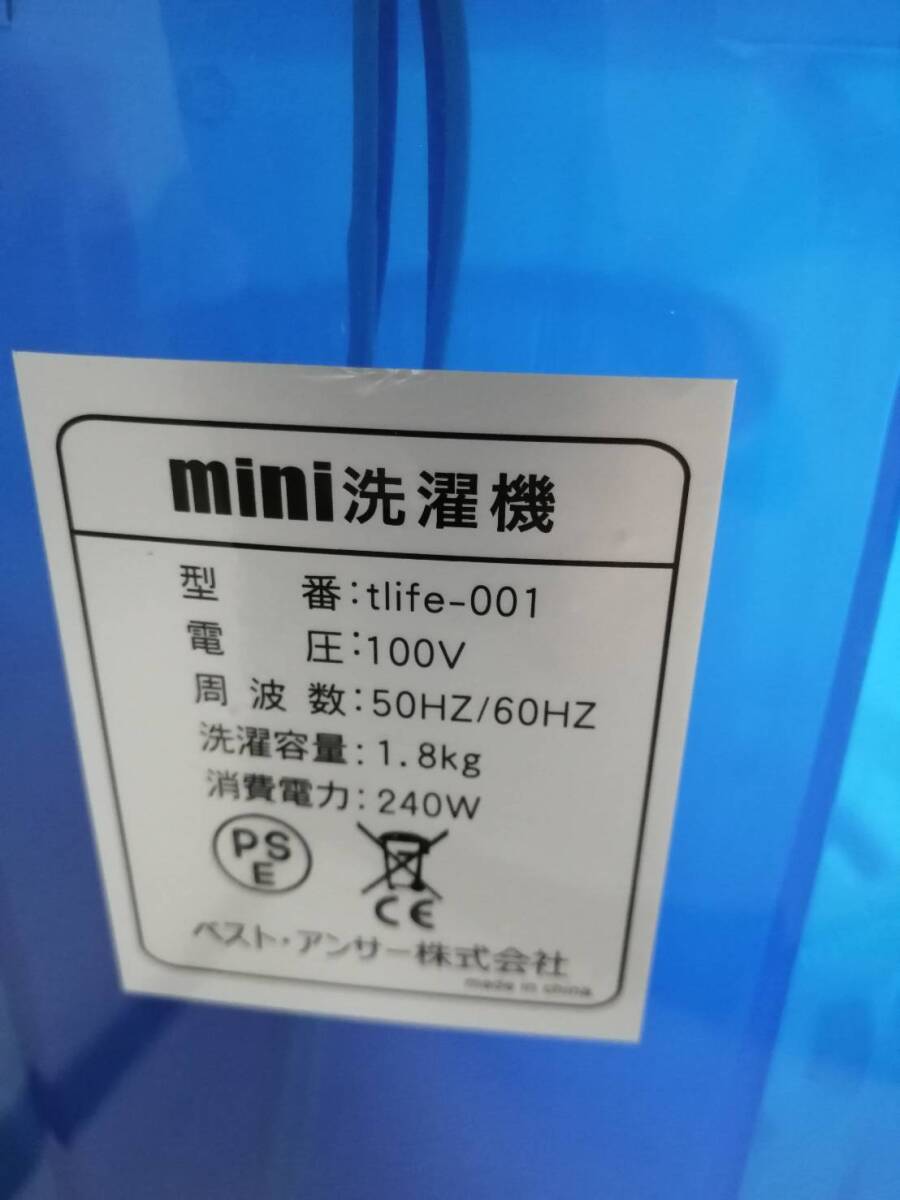 mini洗濯機
型 番:tlife-001
電 圧:100V
周波数:50HZ/60HZ
洗濯容量:1.8kg
消費電力:240W
PS
E
CE
ベスト・アンサー株式会社
made in china